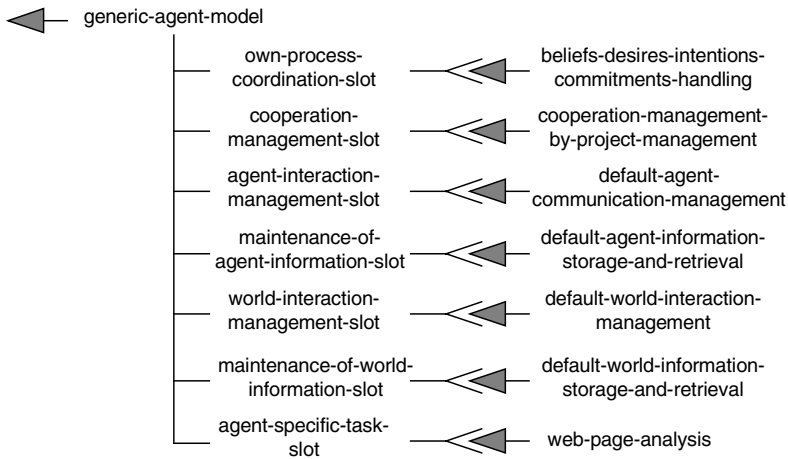 generic-agent-model
own-process-
coordination-slot
beliefs-desires-intentions-
commitments-handling
cooperation-
management-slot
cooperation-management-
by-project-management
agent-interaction-
management-slot
default-agent-
communication-management
maintenance-of-
agent-information-slot
default-agent-information-
storage-and-retrieval
world-interaction-
management-slot
default-world-interaction-
management
maintenance-of-world-
information-slot
default-world-information-
storage-and-retrieval
agent-specific-task-
slot
web-page-analysis